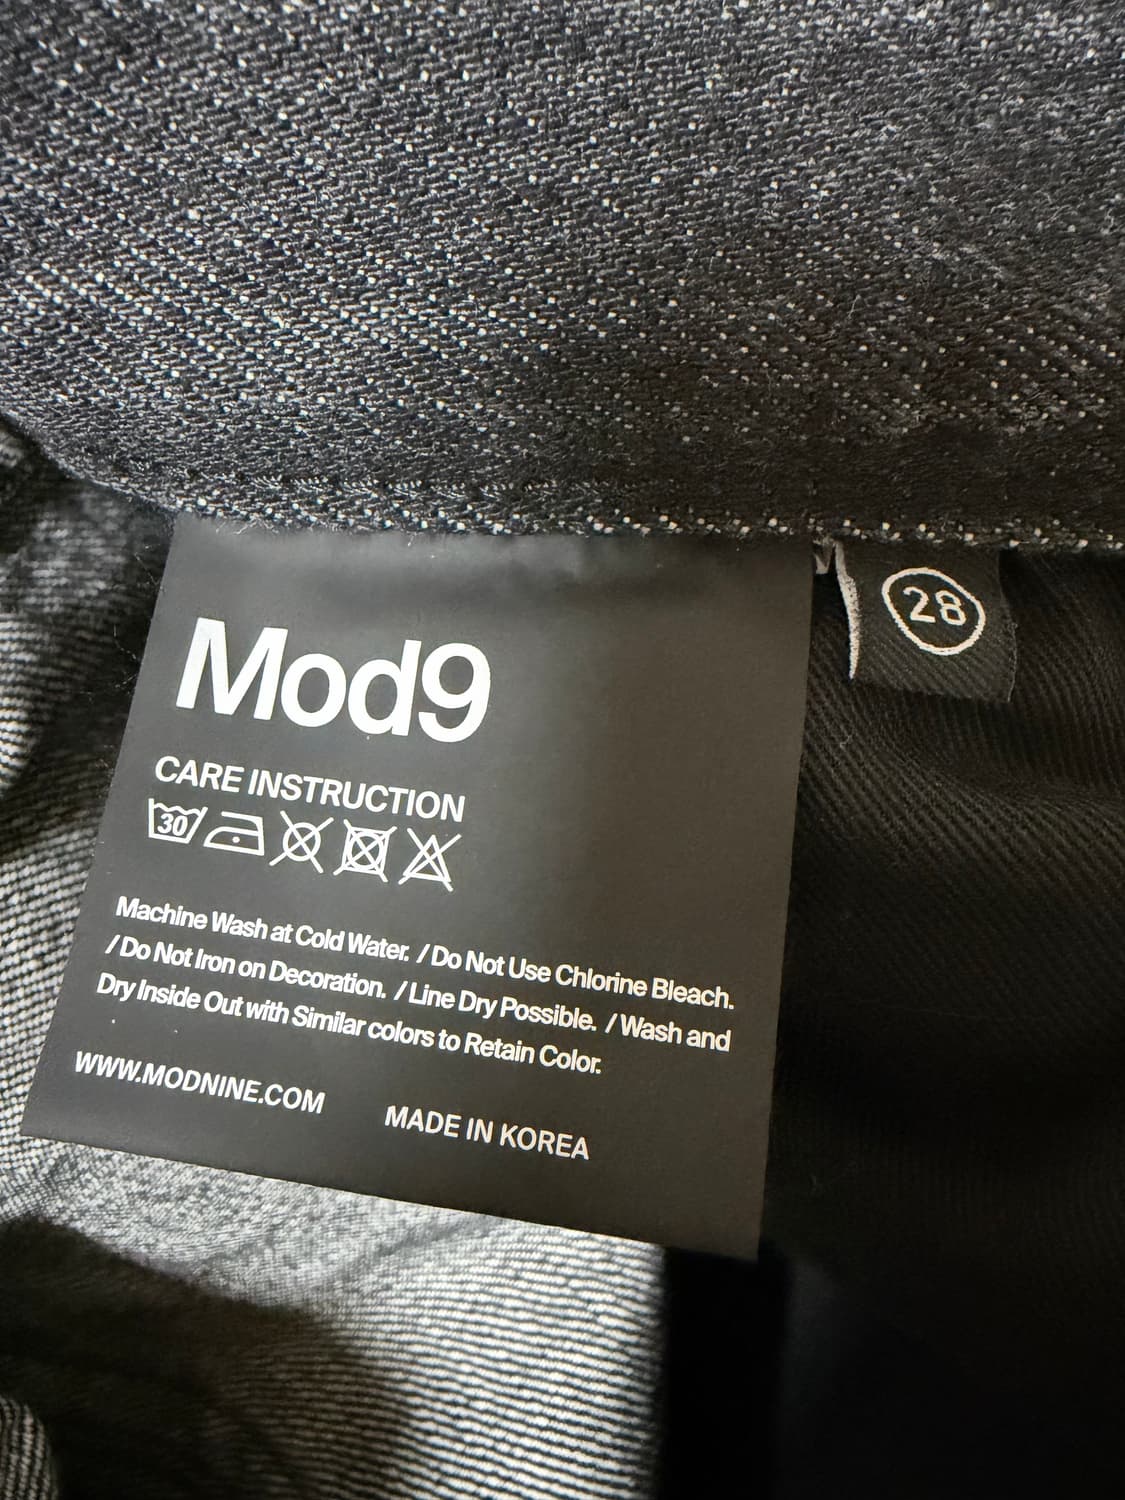 Mod9
28
CARE INSTRUCTION
30
Machine Wash at Cold Water. / Do Not Use Chlorine Bleach.
/ Do Not Iron on Decoration. / Line Dry Possible. / Wash and
Dry Inside Out with Similar colors to Retain Color.
WWW.MODNINE.COM
MADE IN KOREA